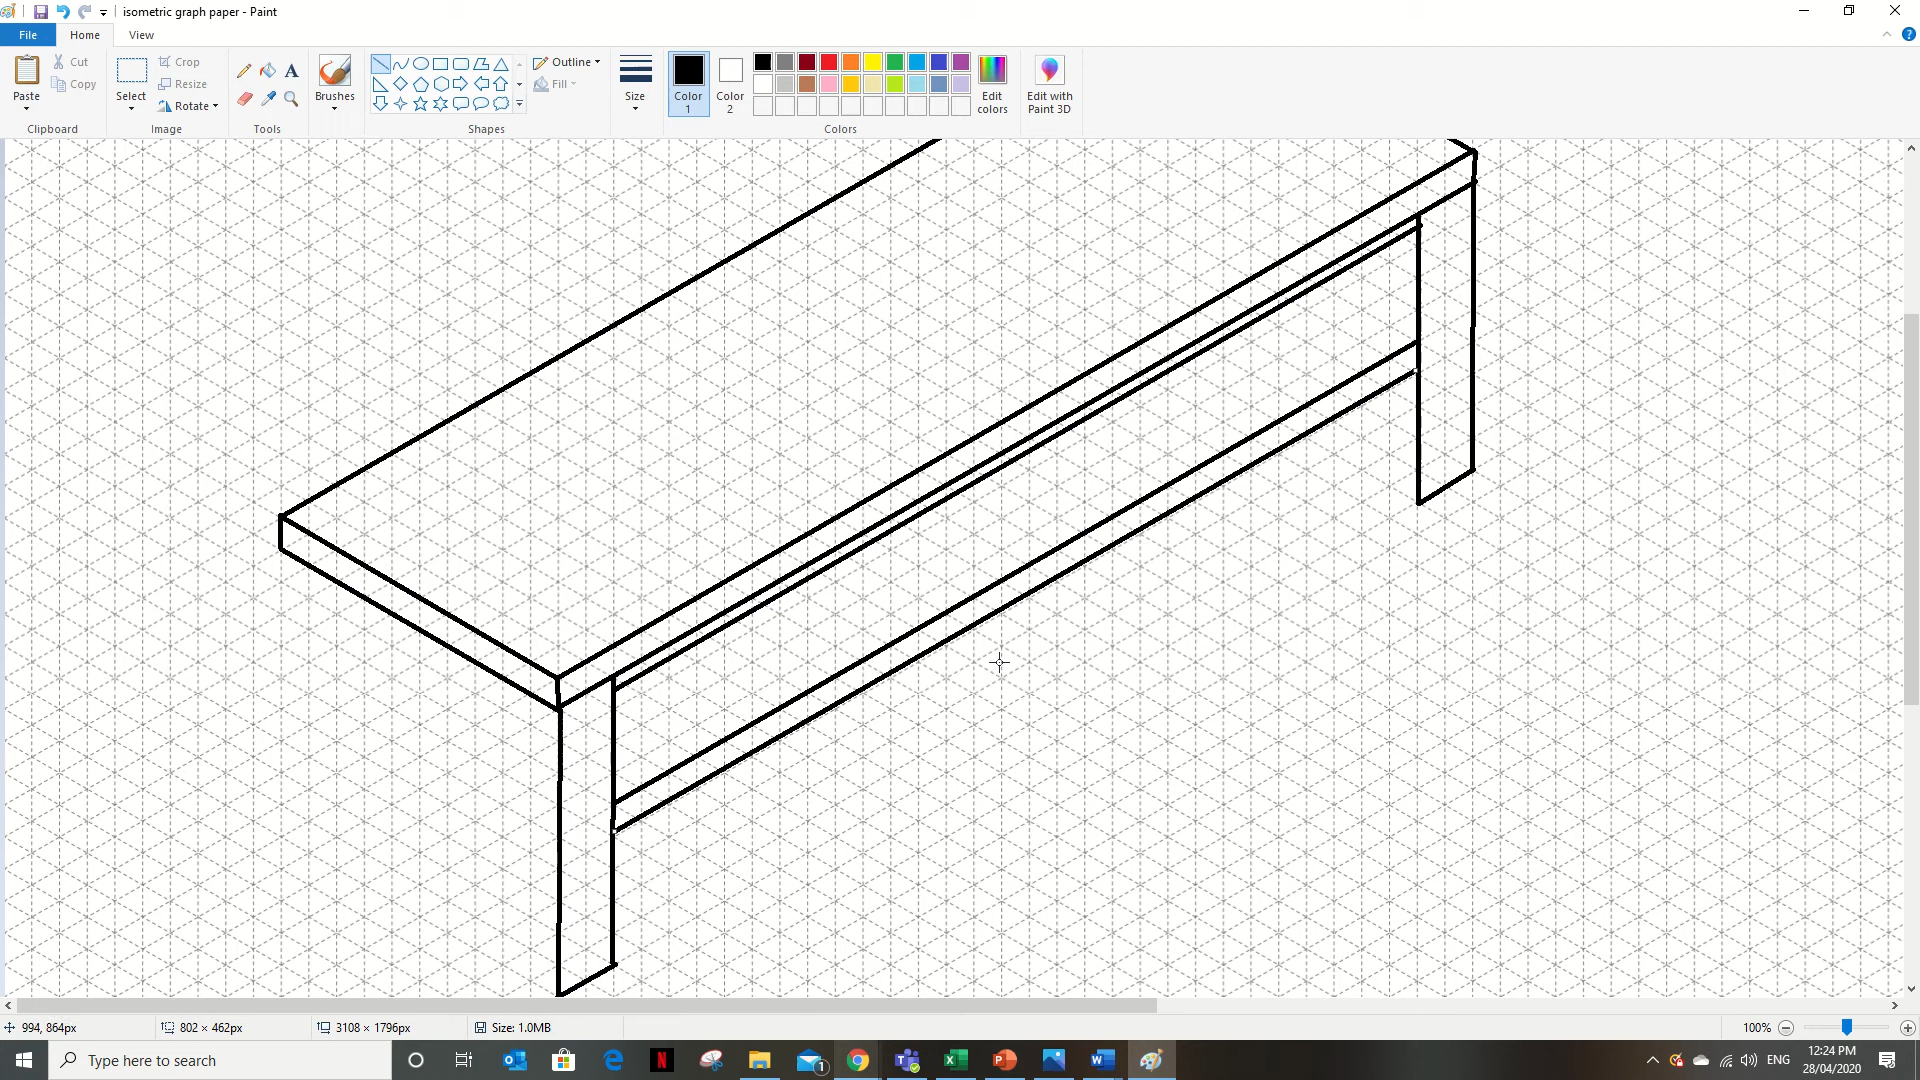 isometric graph paper - Paint
File Home View
Paste
Cut
Copy
Clipboard
Select
Crop
Resize
Rotate
Image
A
Tools
Brushes
Shapes
Outline
Fill
Size
Color 1
Color 2
Colors
Edit colors
Edit with Paint 3D
994, 864px
802 × 462px
3108 × 1796px
Size: 1.0MB
100%
Type here to search
N
1
ENG
12:24 PM
28/04/2020